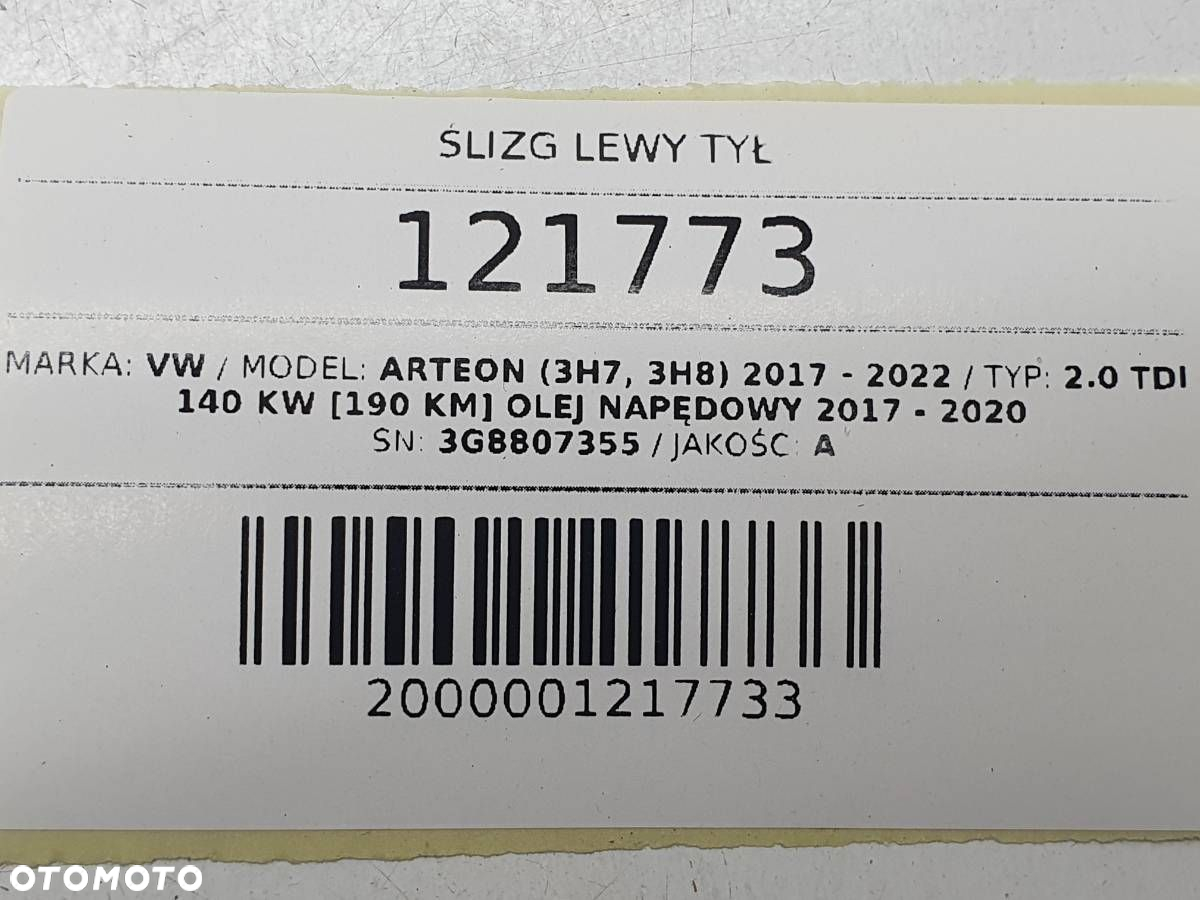 ŚLIZG LEWY TYŁ
121773
MARKA: VW / MODEL: ARTEON (3H7, 3H8) 2017 - 2022 / TYP: 2.0 TDI
140 KW [190 KM] OLEJ NAPĘDOWY 2017 - 2020
SN: 3G8807355 / JAKOŚĆ: A
2000001217733
OTOMOTO